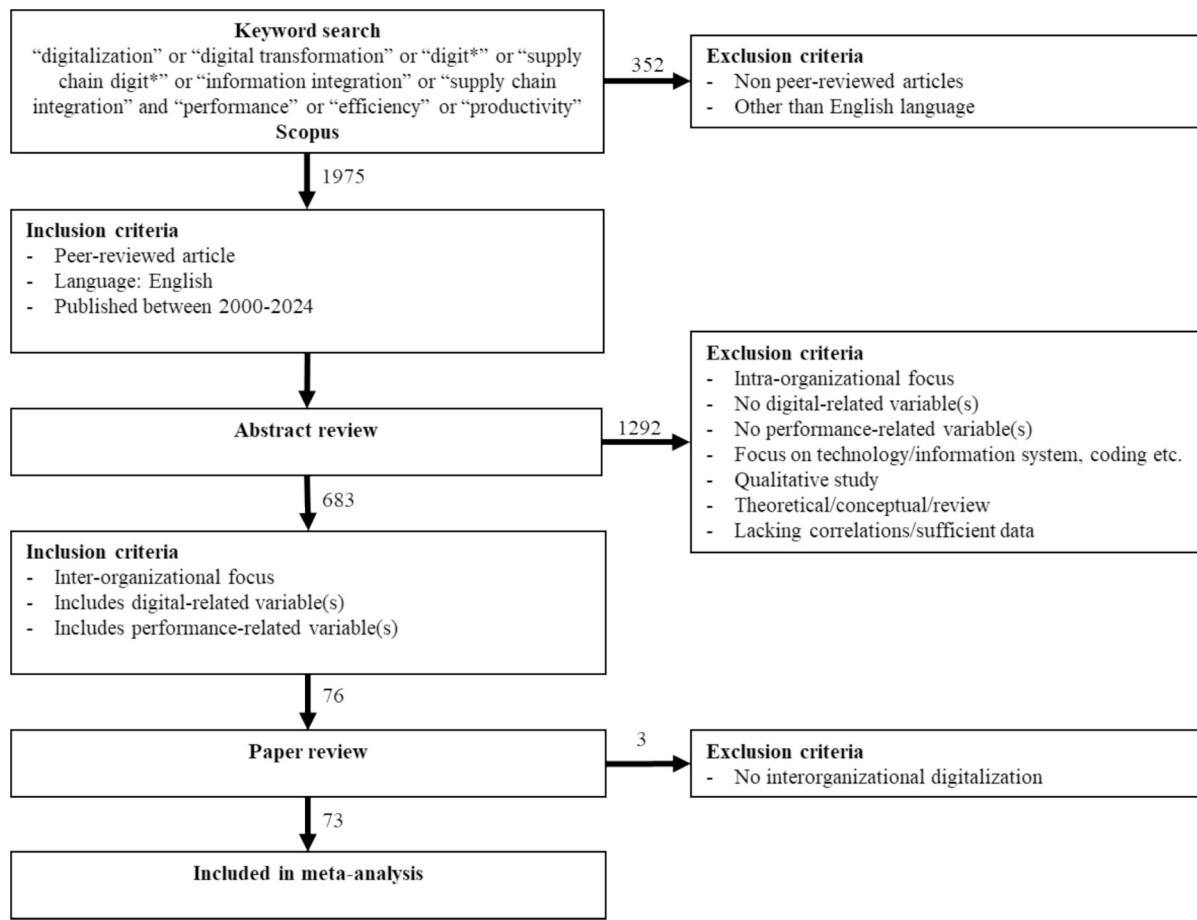 Keyword search
“digitalization” or “digital transformation” or “digit*” or “supply
chain digit*” or “information integration” or “supply chain
integration” and “performance” or “efficiency” or “productivity”
Scopus
352
Exclusion criteria
- Non peer-reviewed articles
- Other than English language
1975
Inclusion criteria
- Peer-reviewed article
- Language: English
- Published between 2000-2024
Abstract review
1292
Exclusion criteria
- Intra-organizational focus
- No digital-related variable(s)
- No performance-related variable(s)
- Focus on technology/information system, coding etc.
- Qualitative study
- Theoretical/conceptual/review
- Lacking correlations/sufficient data
683
Inclusion criteria
- Inter-organizational focus
- Includes digital-related variable(s)
- Includes performance-related variable(s)
76
Paper review
3
Exclusion criteria
- No interorganizational digitalization
73
Included in meta-analysis